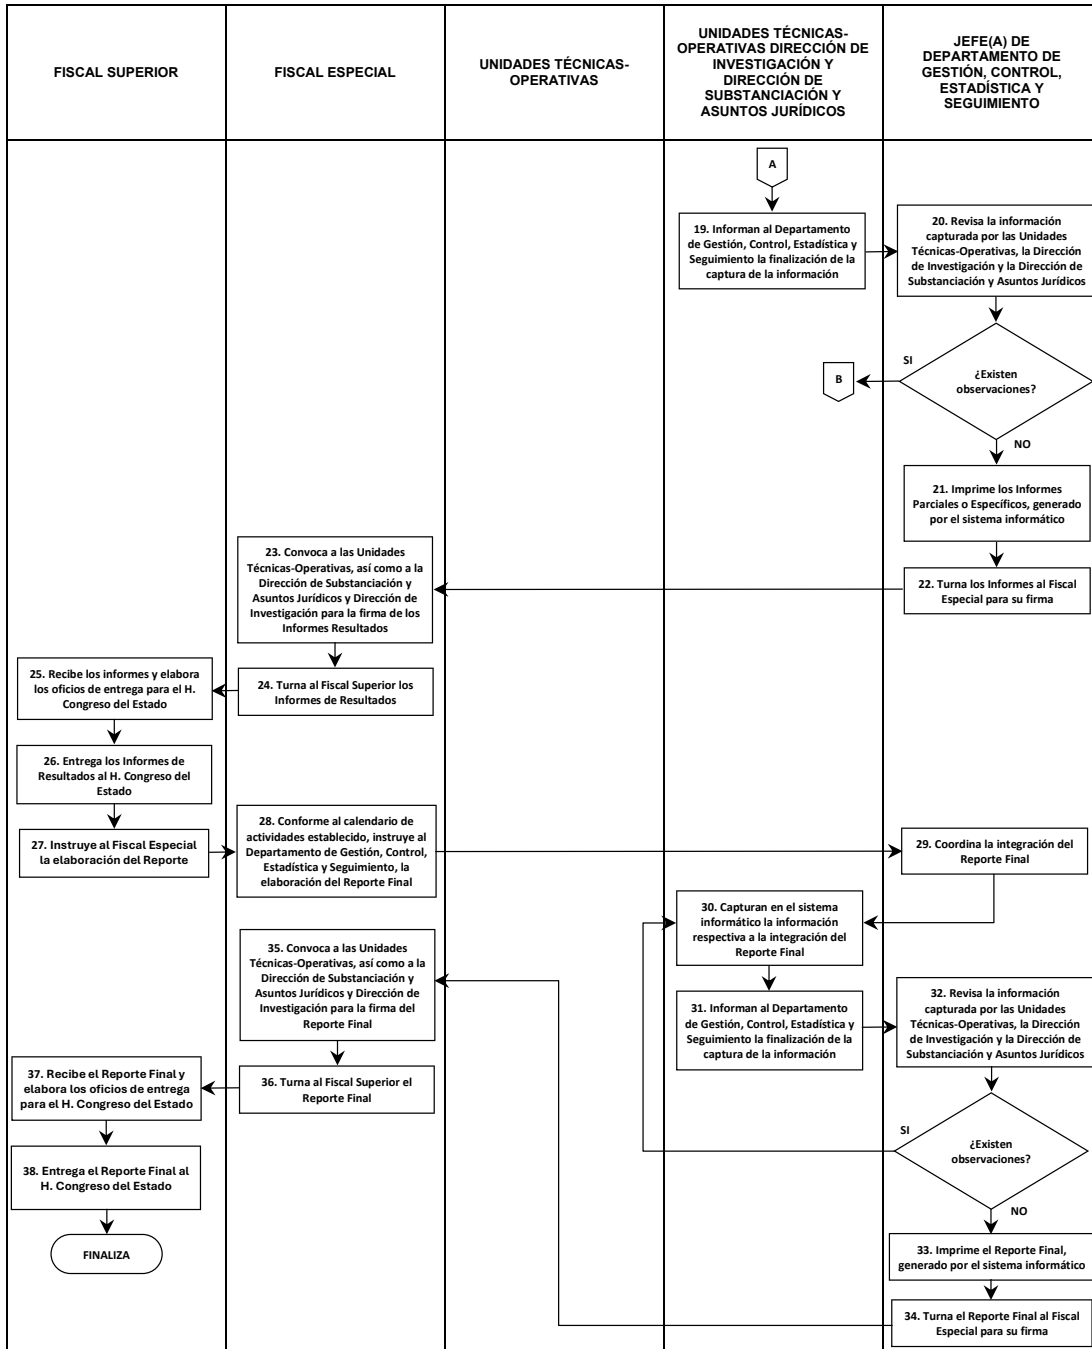 FISCAL SUPERIOR
FISCAL ESPECIAL
UNIDADES TÉCNICAS-
OPERATIVAS
UNIDADES TÉCNICAS-
OPERATIVAS DIRECCIÓN DE
INVESTIGACIÓN Y
DIRECCIÓN DE
SUBSTANCIACIÓN Y
ASUNTOS JURÍDICOS
JEFE(A) DE
DEPARTAMENTO DE
GESTIÓN, CONTROL,
ESTADÍSTICA Y
SEGUIMIENTO
A
19. Informan al Departamento
de Gestión, Control, Estadística y
Seguimiento la finalización de la
captura de la información
20. Revisa la información
capturada por las Unidades
Técnicas-Operativas, la Dirección
de Investigación y la Dirección de
Substanciación y Asuntos Jurídicos
¿Existen
observaciones?
SI
B
NO
21. Imprime los Informes
Parciales o Específicos, generado
por el sistema informático
22. Turna los Informes al Fiscal
Especial para su firma
23. Convoca a las Unidades
Técnicas-Operativas, así como a la
Dirección de Substanciación y
Asuntos Jurídicos y Dirección de
Investigación para la firma de los
Informes Resultados
24. Turna al Fiscal Superior los
Informes de Resultados
25. Recibe los informes y elabora
los oficios de entrega para el H.
Congreso del Estado
26. Entrega los Informes de
Resultados al H. Congreso del
Estado
27. Instruye al Fiscal Especial
la elaboración del Reporte
28. Conforme al calendario de
actividades establecido, instruye al
Departamento de Gestión, Control,
Estadística y Seguimiento, la
elaboración del Reporte Final
29. Coordina la integración del
Reporte Final
30. Capturan en el sistema
informático la información
respectiva a la integración del
Reporte Final
31. Informan al Departamento
de Gestión, Control, Estadística y
Seguimiento la finalización de la
captura de la información
32. Revisa la información
capturada por las Unidades
Técnicas-Operativas, la Dirección
de Investigación y la Dirección de
Substanciación y Asuntos Jurídicos
¿Existen
observaciones?
SI
NO
33. Imprime el Reporte Final,
generado por el sistema informático
34. Turna el Reporte Final al Fiscal
Especial para su firma
35. Convoca a las Unidades
Técnicas-Operativas, así como a la
Dirección de Substanciación y
Asuntos Jurídicos y Dirección de
Investigación para la firma del
Reporte Final
36. Turna al Fiscal Superior el
Reporte Final
37. Recibe el Reporte Final y
elabora los oficios de entrega
para el H. Congreso del Estado
38. Entrega el Reporte Final al
H. Congreso del Estado
FINALIZA